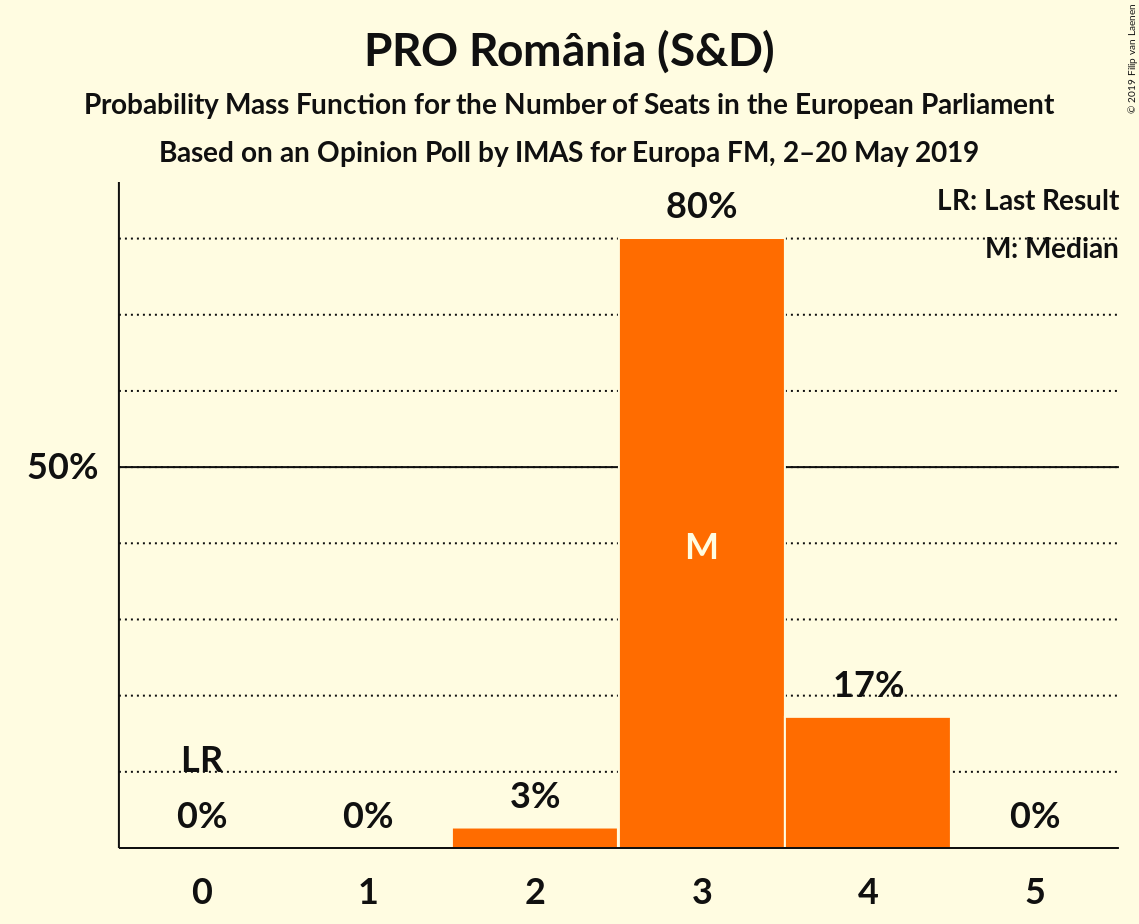 PRO România (S&D)
Probability Mass Function for the Number of Seats in the European Parliament
Based on an Opinion Poll by IMAS for Europa FM, 2–20 May 2019
© 2019 Filip van Laenen
LR: Last Result
M: Median
80%
50%
M
17%
LR
3%
0%
0%
0%
0
1
2
3
4
5